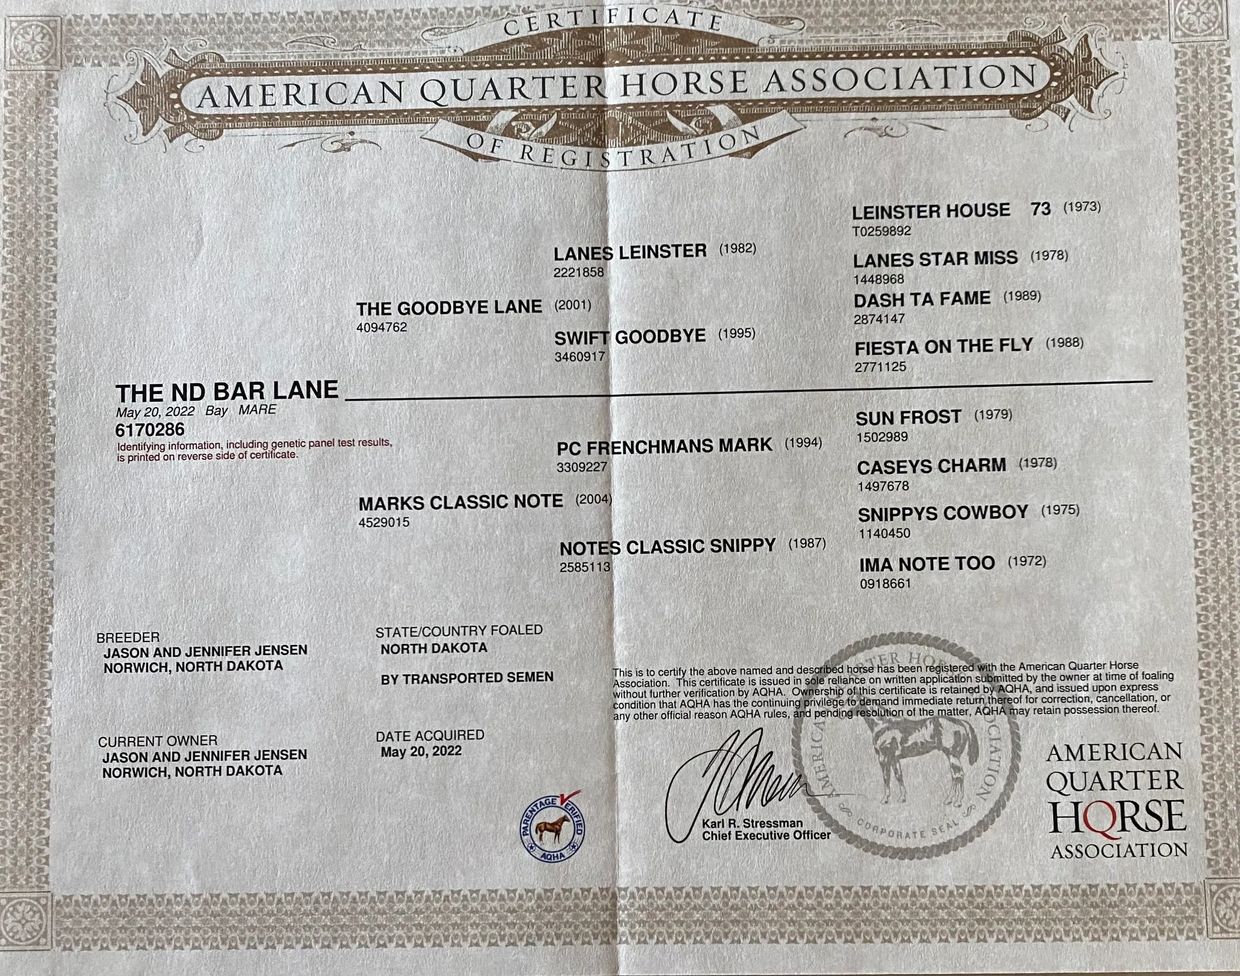 CERTIFICATE
AMERICAN QUARTER HORSE ASSOCIATION
OF REGISTRATION
LEINSTER HOUSE 73 (1973)
T0259892
LANES LEINSTER (1982)
2221858
LANES STAR MISS (1978)
1448968
THE GOODBYE LANE (2001)
4094762
DASH TA FAME (1989)
2874147
SWIFT GOODBYE (1995)
3460917
FIESTA ON THE FLY (1988)
2771125
THE ND BAR LANE
May 20, 2022 Bay MARE
6170286
Identifying information, including genetic panel test results,
is printed on reverse side of certificate.
SUN FROST (1979)
1502989
PC FRENCHMANS MARK (1994)
3309227
CASEYS CHARM (1978)
1497678
MARKS CLASSIC NOTE (2004)
4529015
SNIPPYS COWBOY (1975)
1140450
NOTES CLASSIC SNIPPY (1987)
2585113
IMA NOTE TOO (1972)
0918661
BREEDER
JASON AND JENNIFER JENSEN
NORWICH, NORTH DAKOTA
STATE/COUNTRY FOALED
NORTH DAKOTA
BY TRANSPORTED SEMEN
CURRENT OWNER
JASON AND JENNIFER JENSEN
NORWICH, NORTH DAKOTA
DATE ACQUIRED
May 20, 2022
This is to certify the above named and described horse has been registered with the American Quarter Horse
Association. This certificate is issued in sole reliance on written application submitted by the owner at time of foaling
without further verification by AQHA. Ownership of this certificate is retained by AQHA, and issued upon express
condition that AQHA has the continuing privilege to demand immediate return thereof for correction, cancellation, or
any other official reason AQHA rules, and pending resolution of the matter, AQHA may retain possession thereof.
Karl R. Stressman
Chief Executive Officer
PARENTAGE VERIFIED
AQHA
AMERICAN QUARTER HORSE ASSOCIATION
CORPORATE SEAL
AMERICAN
QUARTER
HORSE
ASSOCIATION